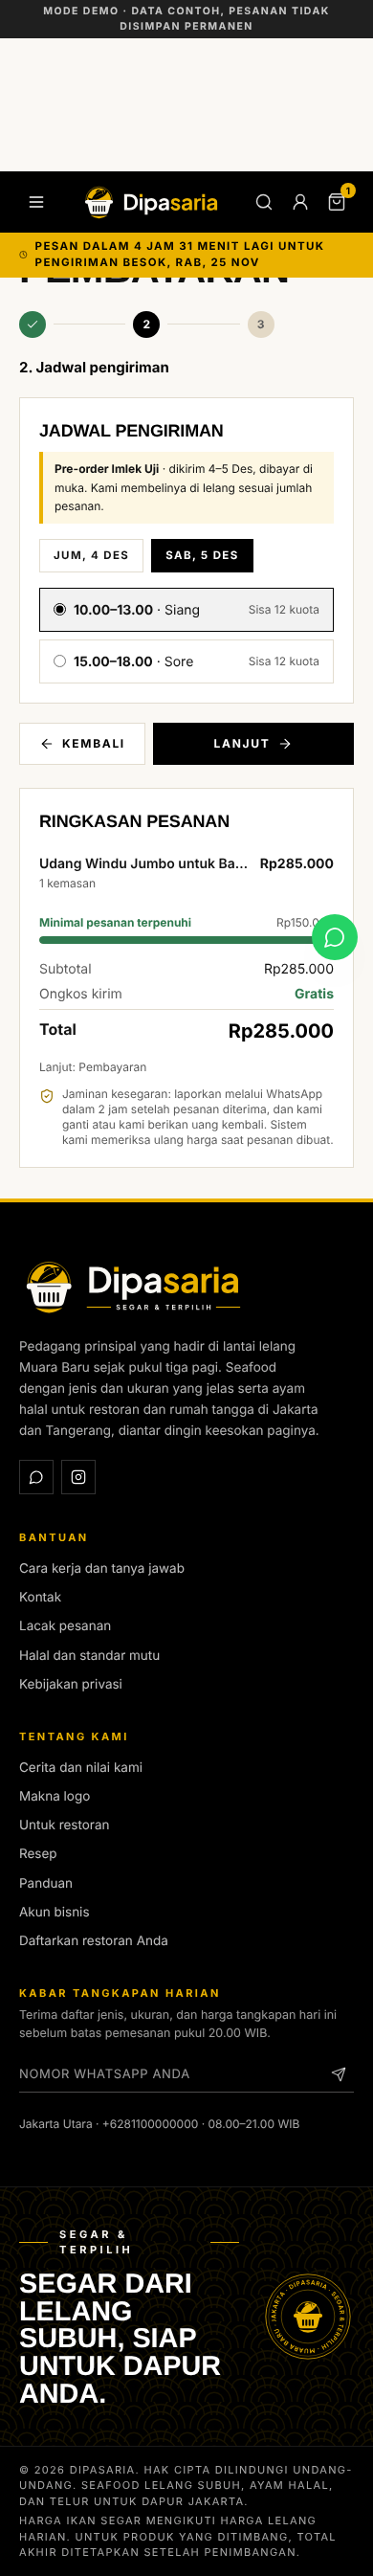 MODE DEMO · DATA CONTOH, PESANAN TIDAK
DISIMPAN PERMANEN
Dipasaria
1
PESAN DALAM 4 JAM 31 MENIT LAGI UNTUK
PENGIRIMAN BESOK, RAB, 25 NOV
PEMBAYARAN
2
3
2. Jadwal pengiriman
JADWAL PENGIRIMAN
Pre-order Imlek Uji · dikirim 4–5 Des, dibayar di
muka. Kami membelinya di lelang sesuai jumlah
pesanan.
JUM, 4 DES
SAB, 5 DES
10.00–13.00 · Siang
Sisa 12 kuota
15.00–18.00 · Sore
Sisa 12 kuota
KEMBALI
LANJUT
RINGKASAN PESANAN
Udang Windu Jumbo untuk Ba... Rp285.000
1 kemasan
Minimal pesanan terpenuhi
Rp150.0
Subtotal Rp285.000
Ongkos kirim Gratis
Total Rp285.000
Lanjut: Pembayaran
Jaminan kesegaran: laporkan melalui WhatsApp
dalam 2 jam setelah pesanan diterima, dan kami
ganti atau kami berikan uang kembali. Sistem
kami memeriksa ulang harga saat pesanan dibuat.
Dipasaria
SEGAR & TERPILIH
Pedagang prinsipal yang hadir di lantai lelang
Muara Baru sejak pukul tiga pagi. Seafood
dengan jenis dan ukuran yang jelas serta ayam
halal untuk restoran dan rumah tangga di Jakarta
dan Tangerang, diantar dingin keesokan paginya.
BANTUAN
Cara kerja dan tanya jawab
Kontak
Lacak pesanan
Halal dan standar mutu
Kebijakan privasi
TENTANG KAMI
Cerita dan nilai kami
Makna logo
Untuk restoran
Resep
Panduan
Akun bisnis
Daftarkan restoran Anda
KABAR TANGKAPAN HARIAN
Terima daftar jenis, ukuran, dan harga tangkapan hari ini
sebelum batas pemesanan pukul 20.00 WIB.
NOMOR WHATSAPP ANDA
Jakarta Utara · +6281100000000 · 08.00–21.00 WIB
SEGAR &
TERPILIH
SEGAR DARI
LELANG
SUBUH, SIAP
UNTUK DAPUR
ANDA.
DIPASARIA · SEGAR & TERPILIH · MUARA BARU · JAKARTA
© 2026 DIPASARIA. HAK CIPTA DILINDUNGI UNDANG-
UNDANG. SEAFOOD LELANG SUBUH, AYAM HALAL,
DAN TELUR UNTUK DAPUR JAKARTA.
HARGA IKAN SEGAR MENGIKUTI HARGA LELANG
HARIAN. UNTUK PRODUK YANG DITIMBANG, TOTAL
AKHIR DITETAPKAN SETELAH PENIMBANGAN.